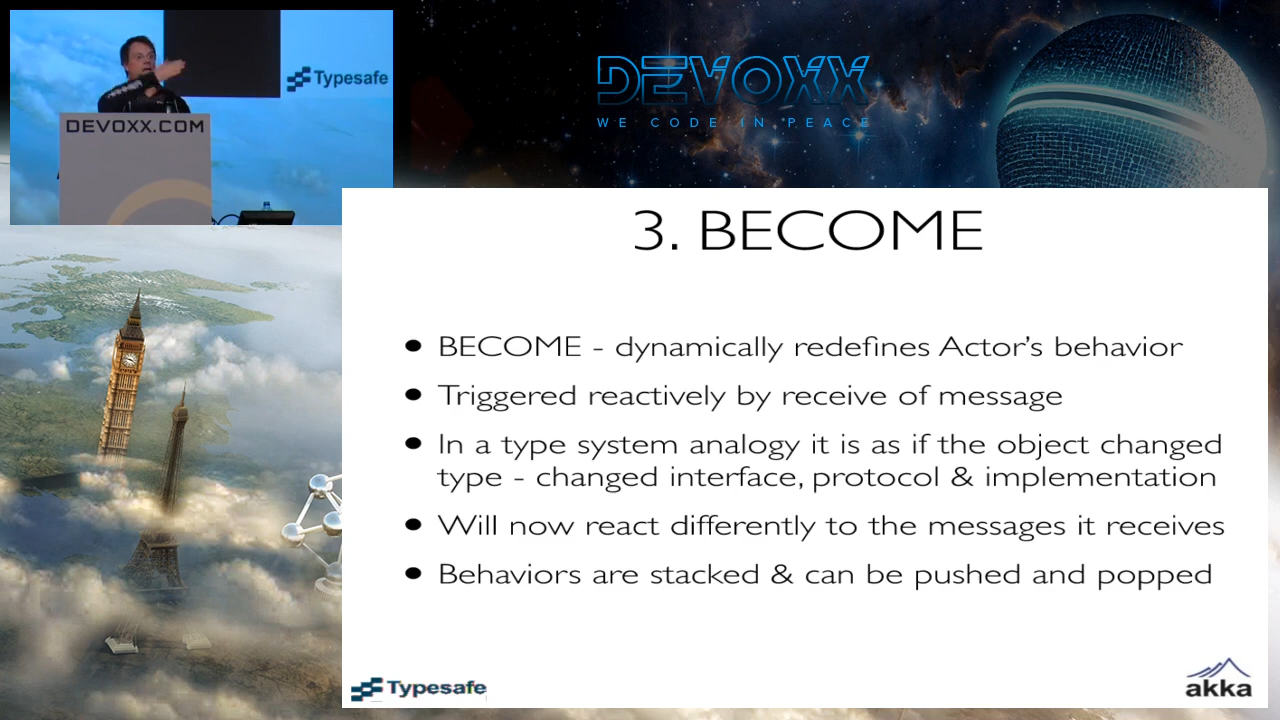 Typesafe
DEVOXX.COM
DEVOXX
WE CODE IN PEACE
3. BECOME
● BECOME - dynamically redefines Actor's behavior
● Triggered reactively by receive of message
● In a type system analogy it is as if the object changed
type - changed interface, protocol & implementation
● Will now react differently to the messages it receives
● Behaviors are stacked & can be pushed and popped
Typesafe
akka